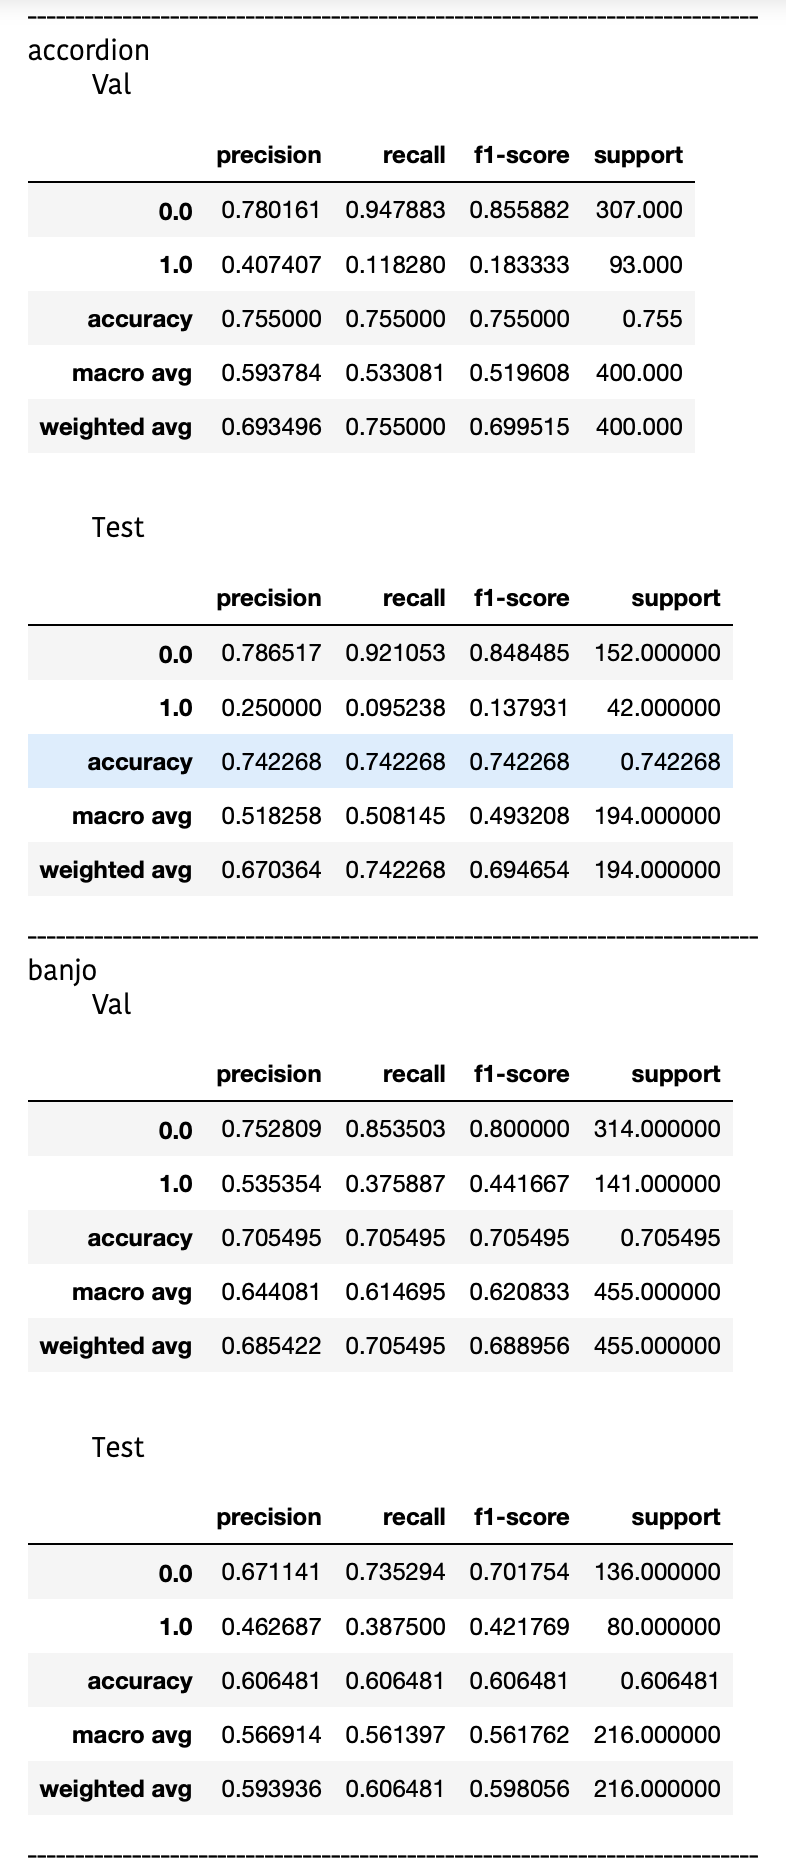 --------------------------------------------------------------------------------
accordion
Val
precision recall f1-score support
0.0 0.780161 0.947883 0.855882 307.000
1.0 0.407407 0.118280 0.183333 93.000
accuracy 0.755000 0.755000 0.755000 0.755
macro avg 0.593784 0.533081 0.519608 400.000
weighted avg 0.693496 0.755000 0.699515 400.000
Test
precision recall f1-score support
0.0 0.786517 0.921053 0.848485 152.000000
1.0 0.250000 0.095238 0.137931 42.000000
accuracy 0.742268 0.742268 0.742268 0.742268
macro avg 0.518258 0.508145 0.493208 194.000000
weighted avg 0.670364 0.742268 0.694654 194.000000
--------------------------------------------------------------------------------
banjo
Val
precision recall f1-score support
0.0 0.752809 0.853503 0.800000 314.000000
1.0 0.535354 0.375887 0.441667 141.000000
accuracy 0.705495 0.705495 0.705495 0.705495
macro avg 0.644081 0.614695 0.620833 455.000000
weighted avg 0.685422 0.705495 0.688956 455.000000
Test
precision recall f1-score support
0.0 0.671141 0.735294 0.701754 136.000000
1.0 0.462687 0.387500 0.421769 80.000000
accuracy 0.606481 0.606481 0.606481 0.606481
macro avg 0.566914 0.561397 0.561762 216.000000
weighted avg 0.593936 0.606481 0.598056 216.000000
--------------------------------------------------------------------------------